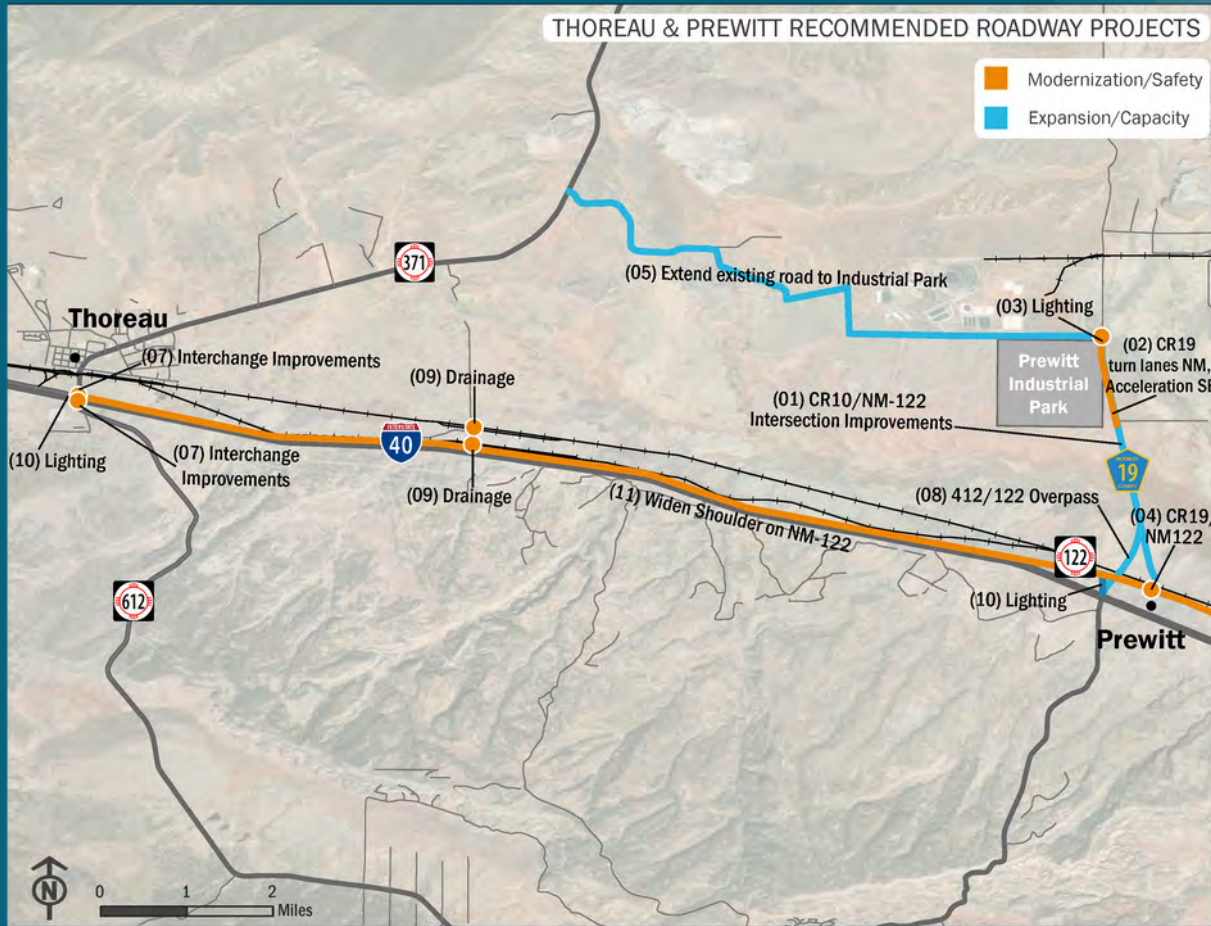 THOREAU & PREWITT RECOMMENDED ROADWAY PROJECTS
Modernization/Safety
Expansion/Capacity
371
(05) Extend existing road to Industrial Park
(03) Lighting
Thoreau
(07) Interchange Improvements
(09) Drainage
Prewitt
Industrial
Park
(02) CR19
turn lanes NM,
Acceleration SB
(01) CR10/NM-122
Intersection Improvements
INTERSTATE
40
(10) Lighting
(07) Interchange
Improvements
(09) Drainage
(11) Widen Shoulder on NM-122
19
(08) 412/122 Overpass
(04) CR19/
NM122
122
612
(10) Lighting
Prewitt
N
0 1 2
Miles